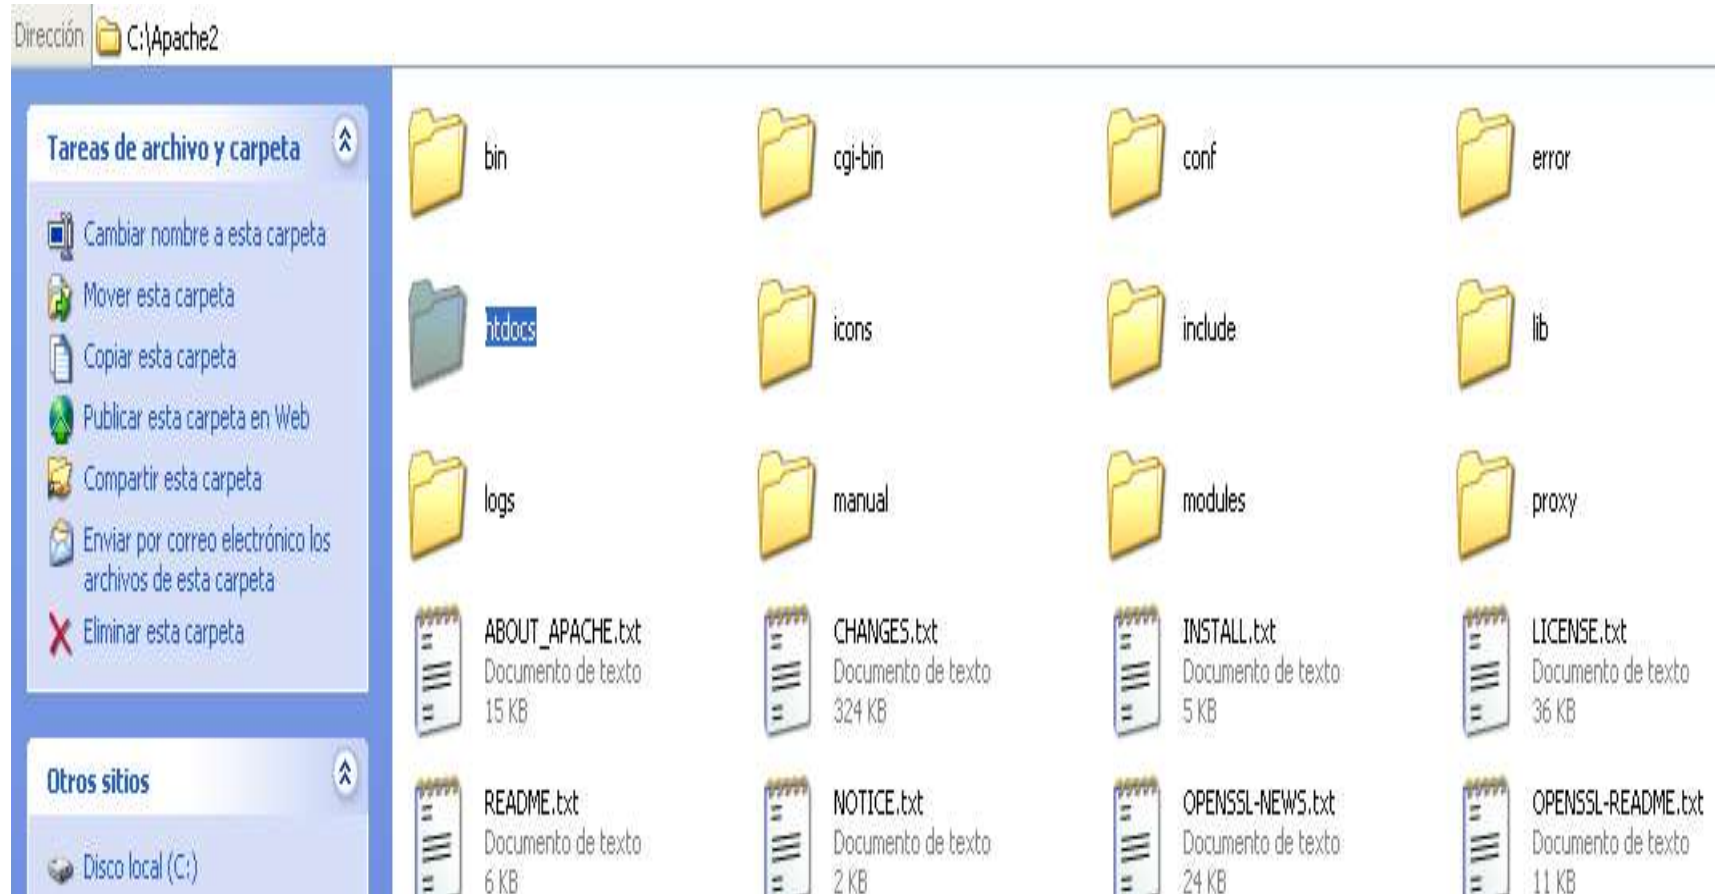 Dirección C:\Apache2
Tareas de archivo y carpeta
Cambiar nombre a esta carpeta
Mover esta carpeta
Copiar esta carpeta
Publicar esta carpeta en Web
Compartir esta carpeta
Enviar por correo electrónico los
archivos de esta carpeta
Eliminar esta carpeta
Otros sitios
Disco local (C:)
bin
cgi-bin
conf
error
htdocs
icons
include
lib
logs
manual
modules
proxy
ABOUT_APACHE.txt
Documento de texto
15 KB
CHANGES.txt
Documento de texto
324 KB
INSTALL.txt
Documento de texto
5 KB
LICENSE.txt
Documento de texto
36 KB
README.txt
Documento de texto
6 KB
NOTICE.txt
Documento de texto
2 KB
OPENSSL-NEWS.txt
Documento de texto
24 KB
OPENSSL-README.txt
Documento de texto
11 KB